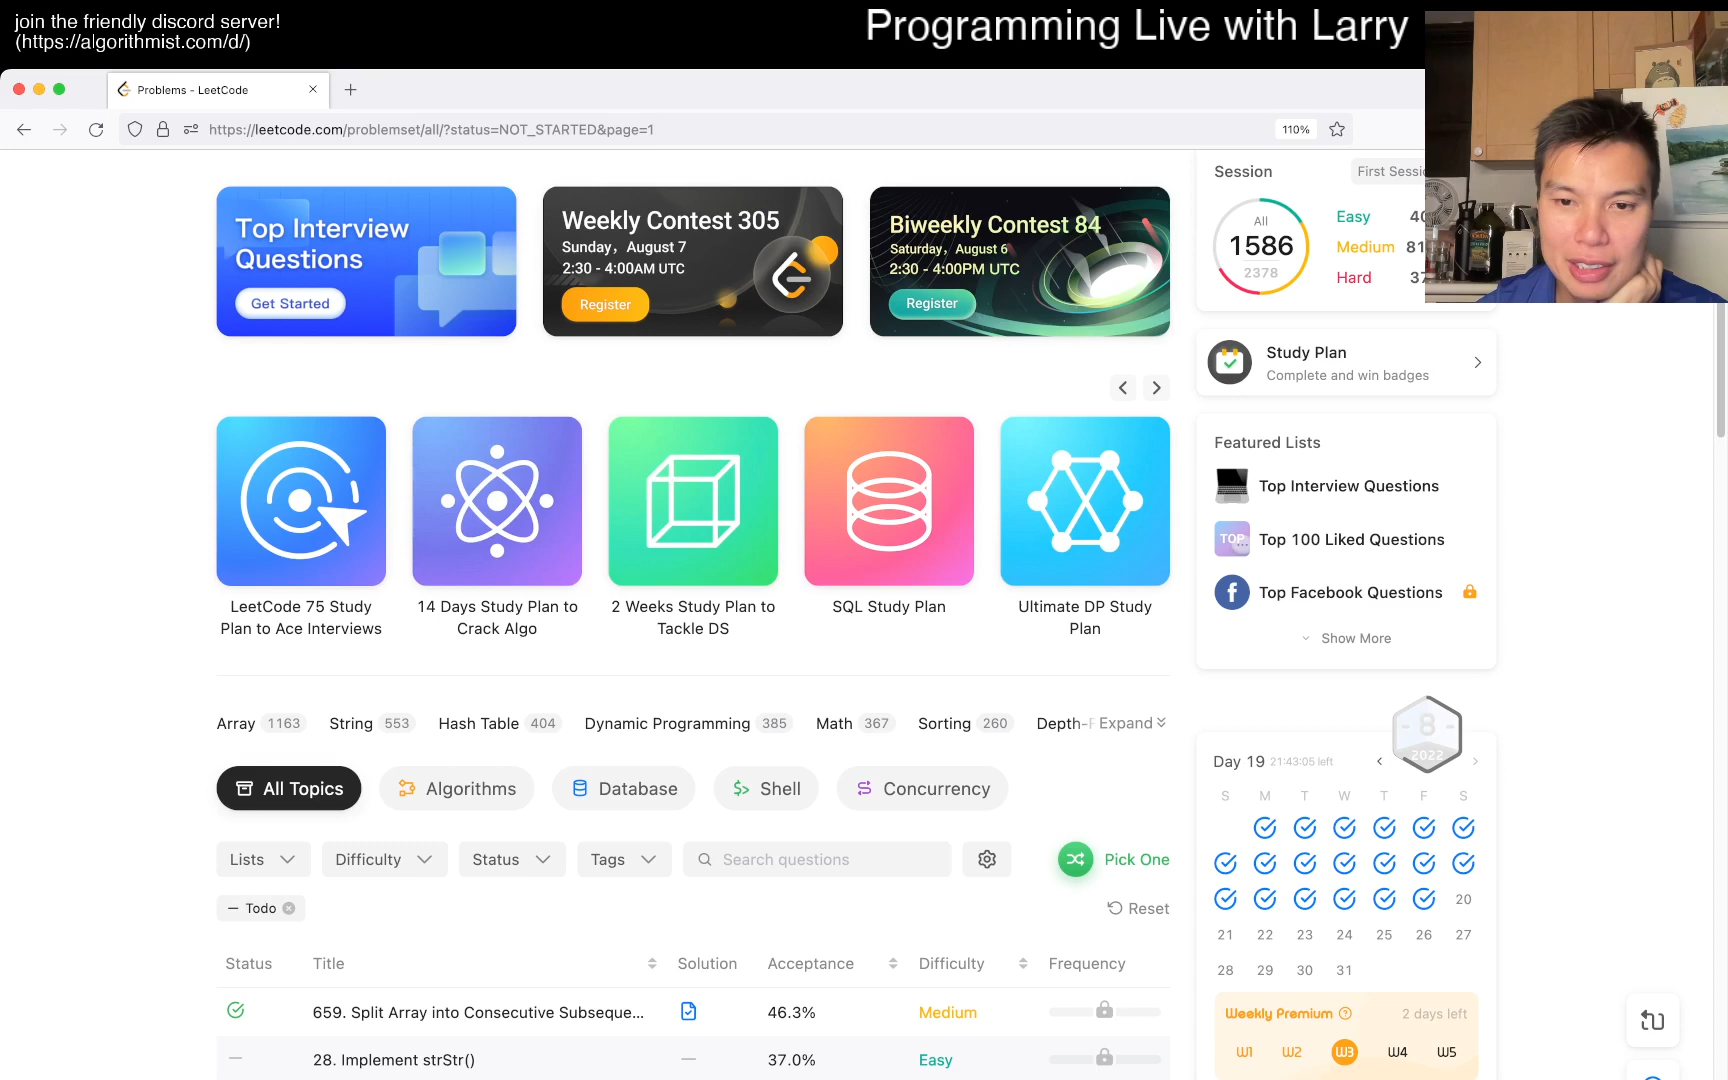 join the friendly discord server!
(https://algorithmist.com/d/)
Programming Live with Larry
Problems - LeetCode
https://leetcode.com/problemset/all/?status=NOT_STARTED&page=1
110%
Top Interview
Questions
Get Started
Weekly Contest 305
Sunday, August 7
2:30 - 4:00AM UTC
Register
Biweekly Contest 84
Saturday, August 6
2:30 - 4:00PM UTC
Register
Session
First Sessi
All
1586
2378
Easy 40
Medium 81
Hard 37
Study Plan
Complete and win badges
LeetCode 75 Study
Plan to Ace Interviews
14 Days Study Plan to
Crack Algo
2 Weeks Study Plan to
Tackle DS
SQL Study Plan
Ultimate DP Study
Plan
Featured Lists
Top Interview Questions
TOP
Top 100 Liked Questions
f
Top Facebook Questions
Show More
Array 1163 String 553 Hash Table 404 Dynamic Programming 385 Math 367 Sorting 260 Depth-F Expand
All Topics Algorithms Database Shell Concurrency
Lists Difficulty Status Tags Search questions Pick One
Todo Reset
Status Title Solution Acceptance Difficulty Frequency
659. Split Array into Consecutive Subseque... 46.3% Medium
28. Implement strStr() 37.0% Easy
8
2022
Day 19 21:43:05 left
S M T W T F S
20
21 22 23 24 25 26 27
28 29 30 31
Weekly Premium ? 2 days left
W1 W2 W3 W4 W5